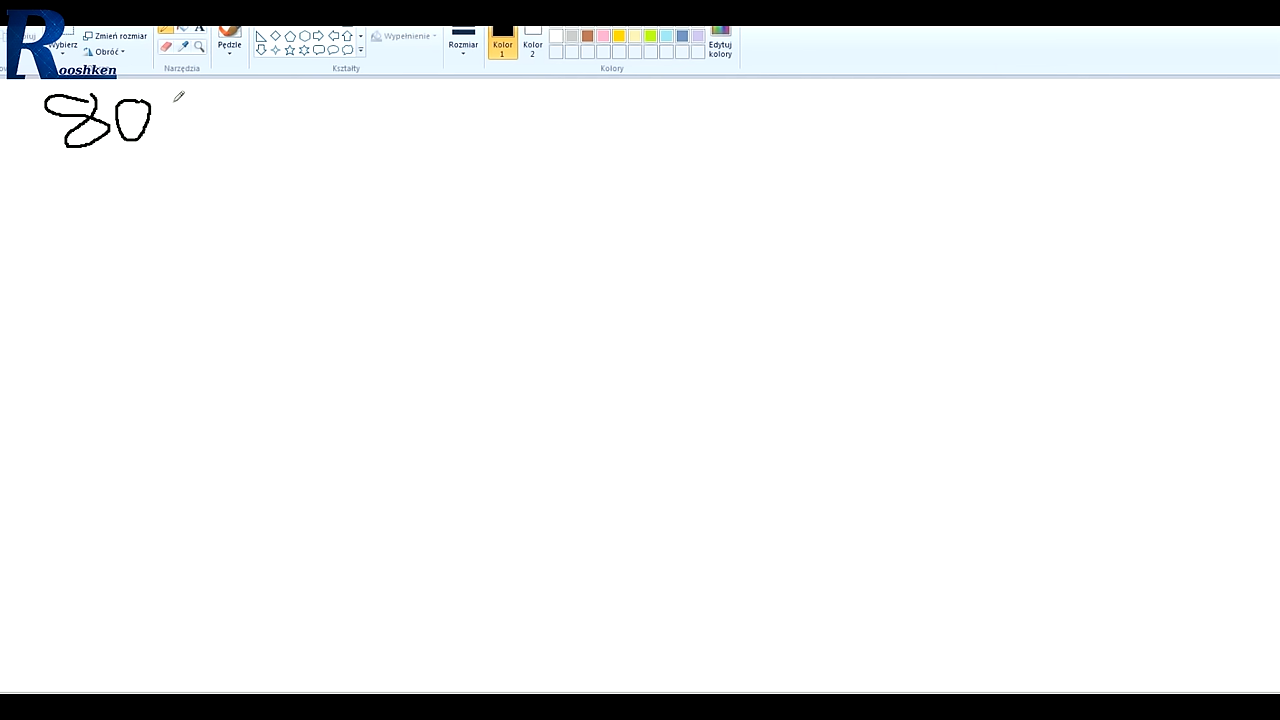 Rooshken
Wybierz
Zmień rozmiar
Obróć
Narzędzia
Pędzle
Kształty
Wypełnienie
Rozmiar
Kolor 1
Kolor 2
Edytuj kolory
Kolory
80